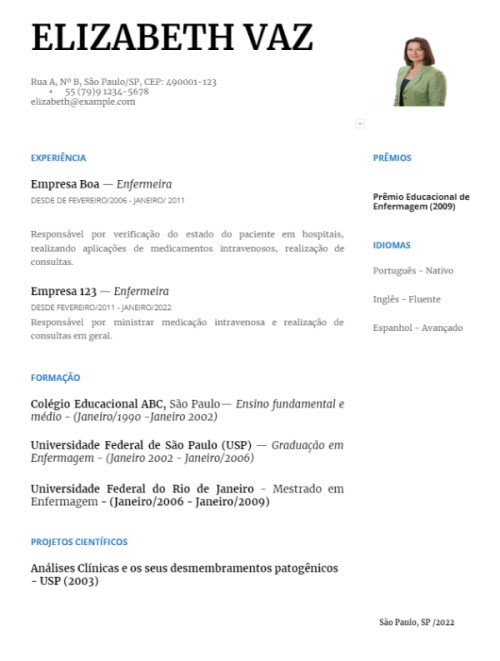 ELIZABETH VAZ
Rua A, Nº B, São Paulo/SP, CEP: 490001-123
+ 55 (79)9 1234-5678
elizabeth@example.com
EXPERIÊNCIA
Empresa Boa — Enfermeira
DESDE DE FEVEREIRO/2006 - JANEIRO/ 2011
Responsável por verificação do estado do paciente em hospitais,
realizando aplicações de medicamentos intravenosos, realização de
consultas.
Empresa 123 — Enfermeira
DESDE FEVEREIRO/2011 - JANEIRO/2022
Responsável por ministrar medicação intravenosa e realização de
consultas em geral.
FORMAÇÃO
Colégio Educacional ABC, São Paulo— Ensino fundamental e
médio - (Janeiro/1990 -Janeiro 2002)
Universidade Federal de São Paulo (USP) — Graduação em
Enfermagem - (Janeiro 2002 - Janeiro/2006)
Universidade Federal do Rio de Janeiro - Mestrado em
Enfermagem - (Janeiro/2006 - Janeiro/2009)
PROJETOS CIENTÍFICOS
Análises Clínicas e os seus desmembramentos patogênicos
- USP (2003)
PRÊMIOS
Prêmio Educacional de
Enfermagem (2009)
IDIOMAS
Português - Nativo
Inglês - Fluente
Espanhol - Avançado
São Paulo, SP /2022